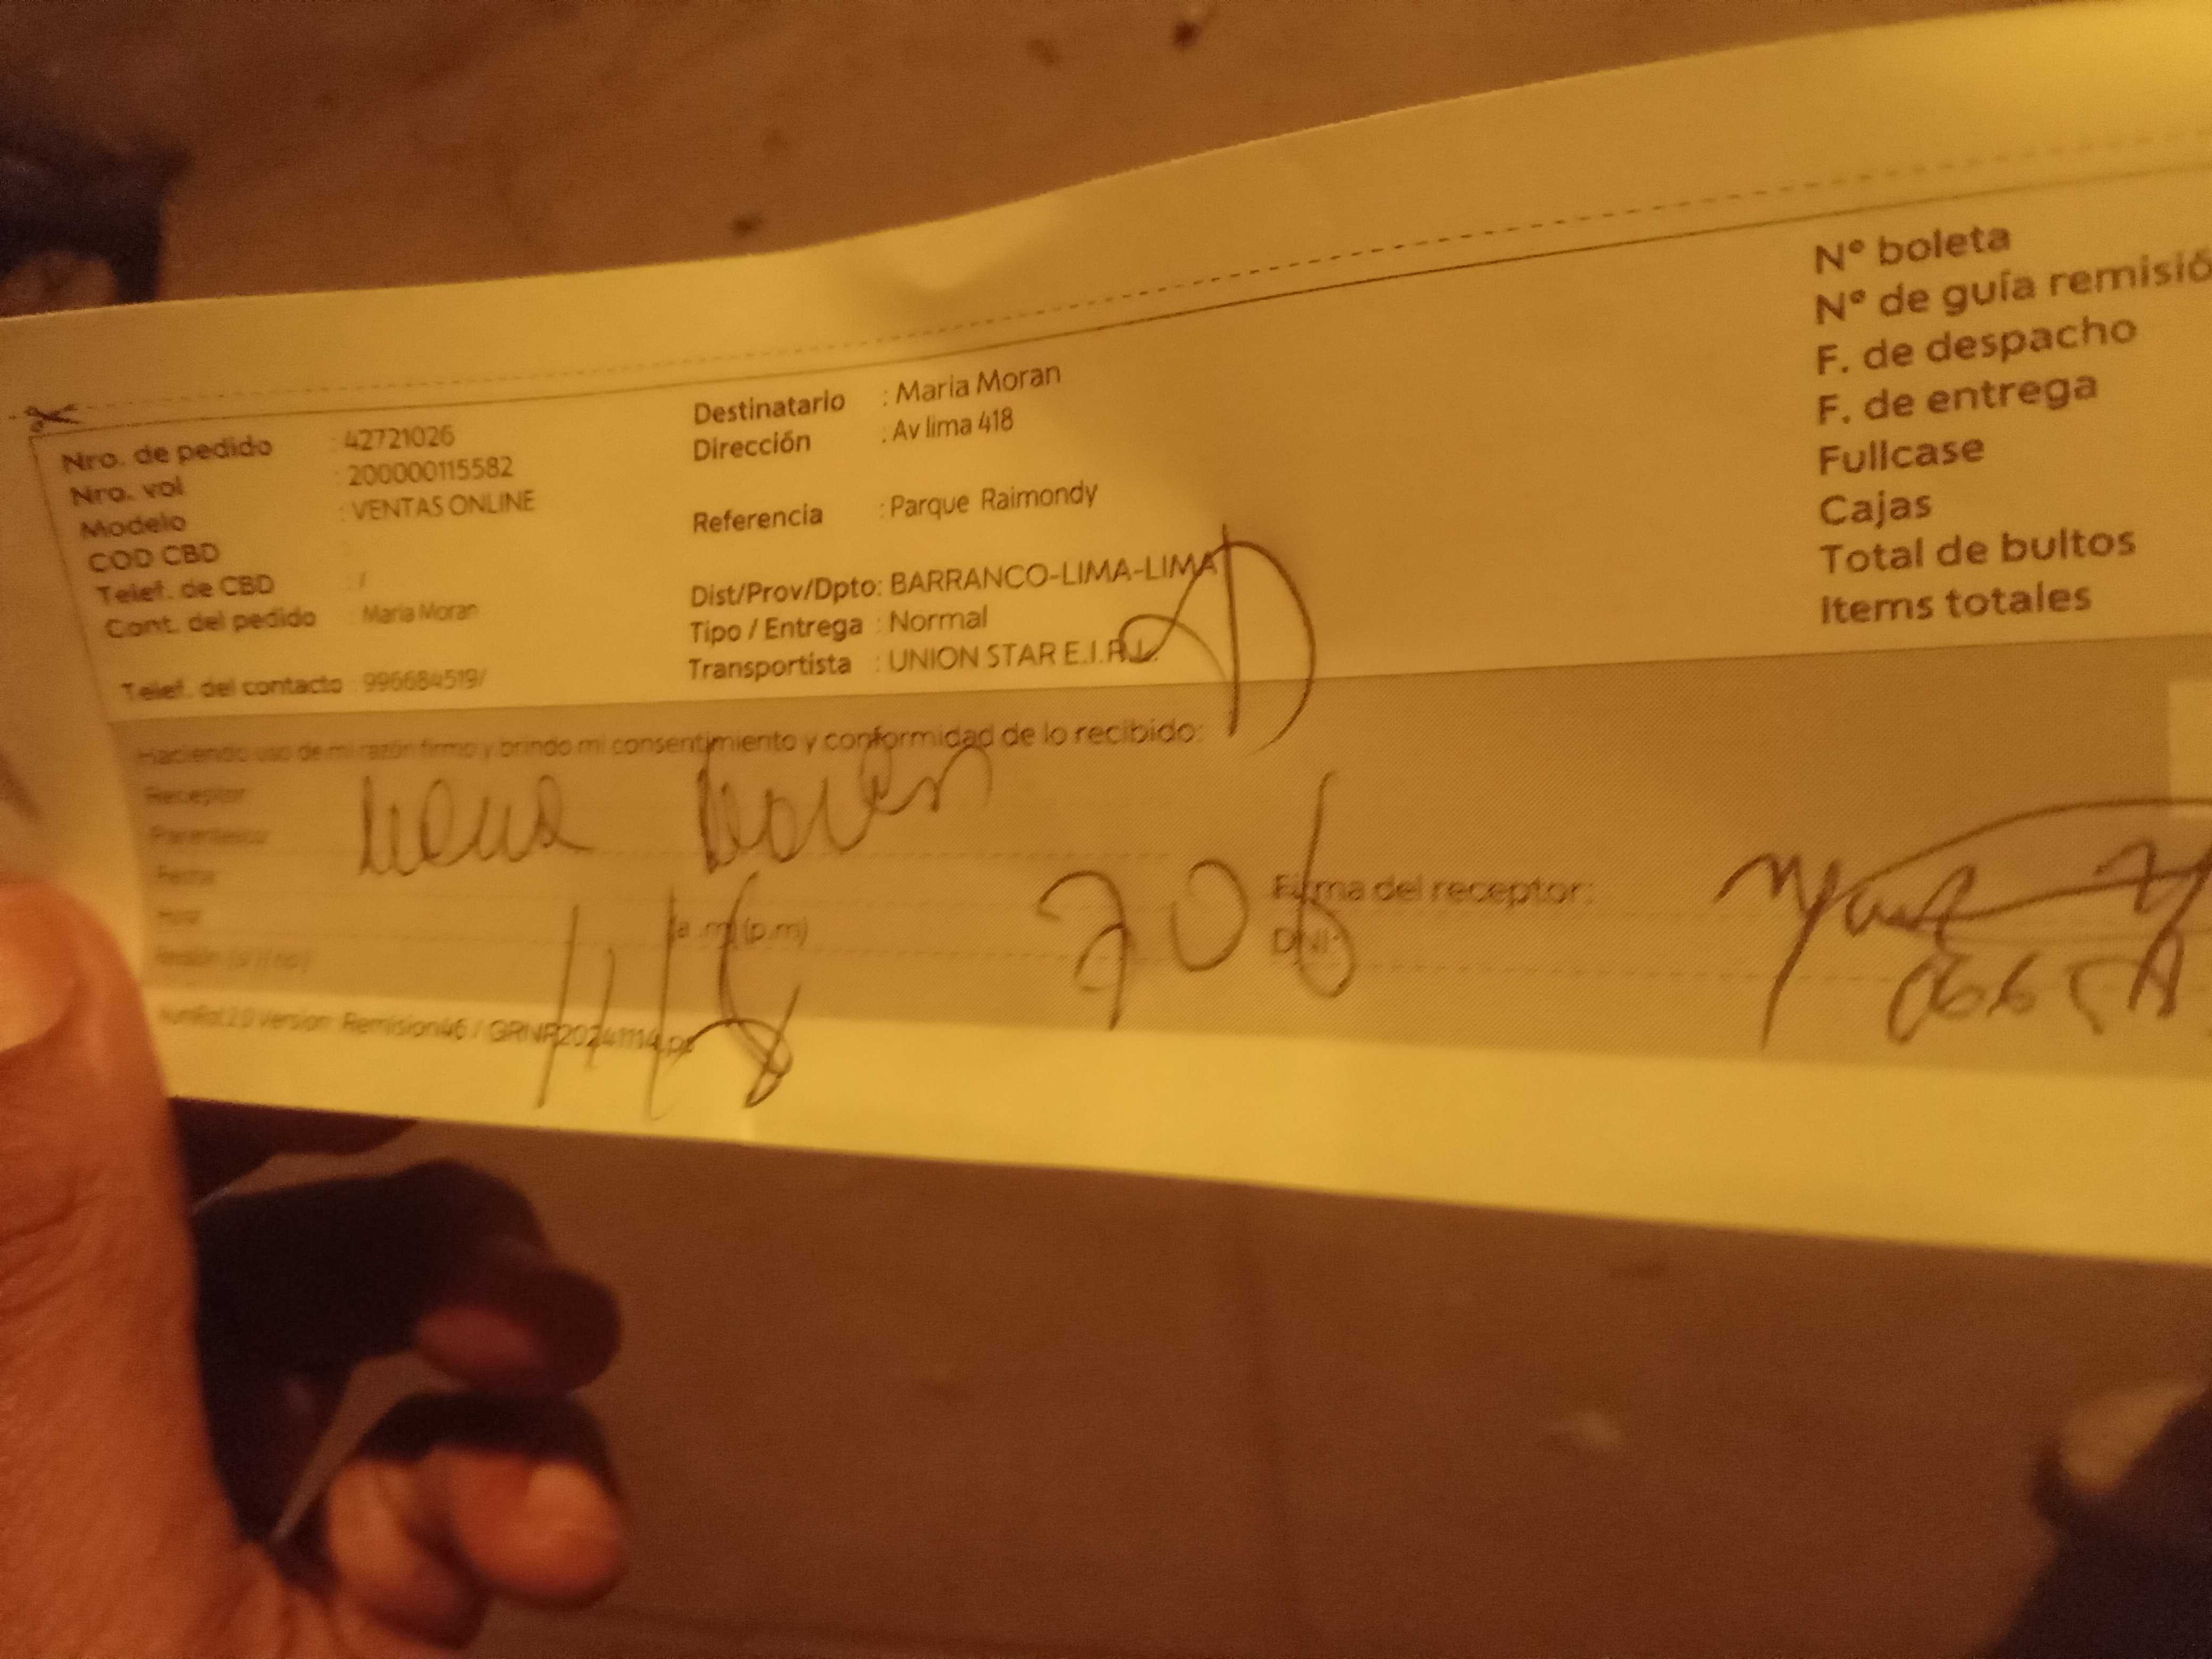 Nro. de pedido : 42721026
Nro. vol : 200000115582
Modelo : VENTAS ONLINE
COD CBD
Telef. de CBD : /
Cont. del pedido : Maria Moran
Telef. del contacto : 996684519/
Destinatario : Maria Moran
Dirección : Av lima 418
Referencia : Parque Raimondy
Dist/Prov/Dpto: BARRANCO-LIMA-LIMA
Tipo / Entrega : Normal
Transportista : UNION STAR E.I.R.L.
N° boleta
N° de guía remisió
F. de despacho
F. de entrega
Fullcase
Cajas
Total de bultos
Items totales
Haciendo uso de mi razón firmo y brindo mi consentimiento y conformidad de lo recibido:
Receptor
Parentesco
Fecha
Hora
(a.m) (p.m)
Firma del receptor:
DNI:
706
Version: Remision46 / GRNP20241114.ps